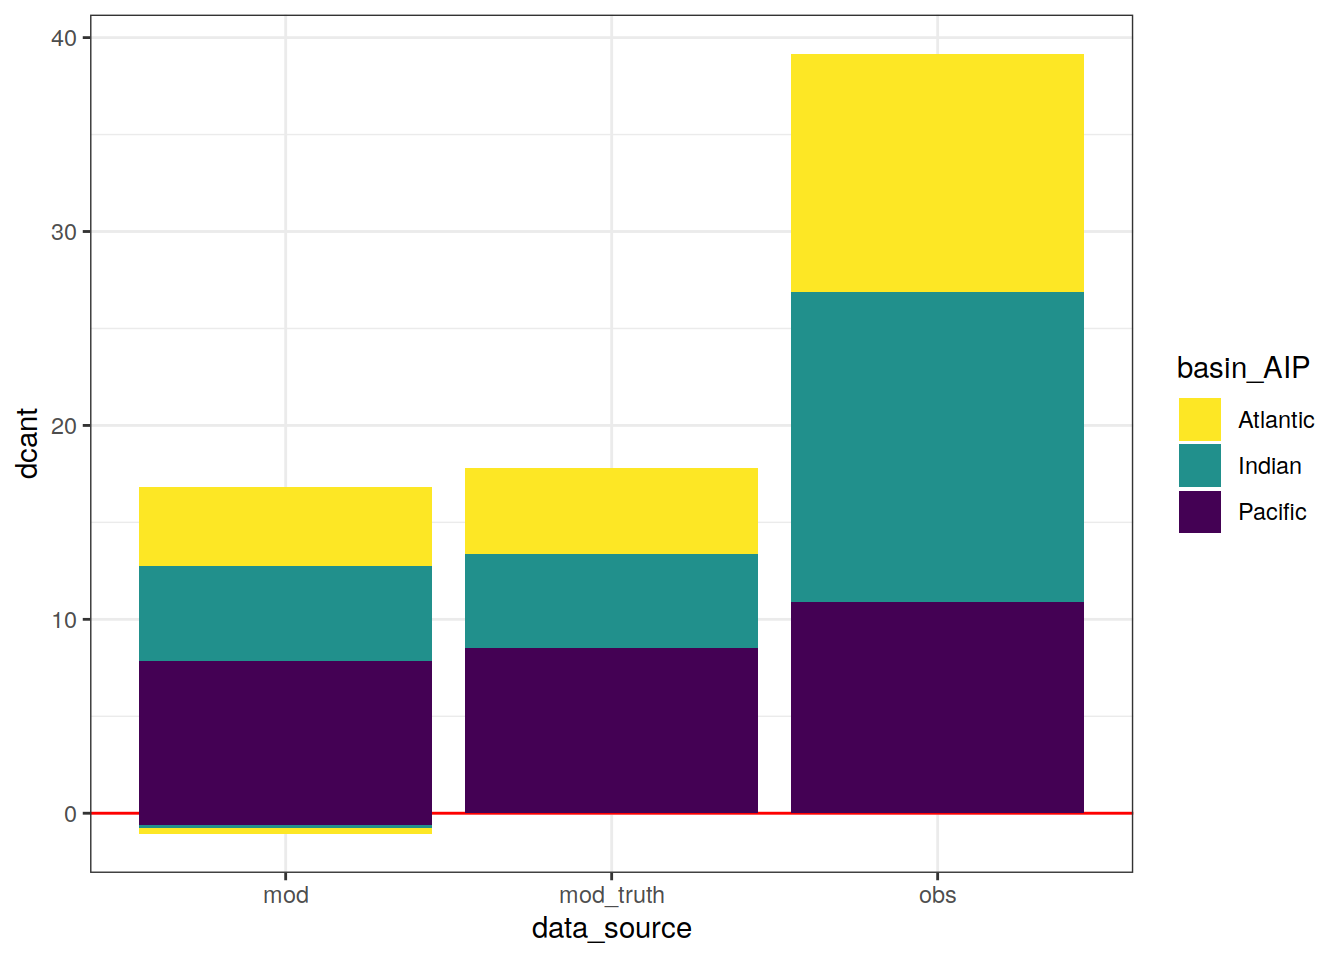 40
30
20
10
0
dcant
mod
mod_truth
obs
data_source
basin_AIP
Atlantic
Indian
Pacific